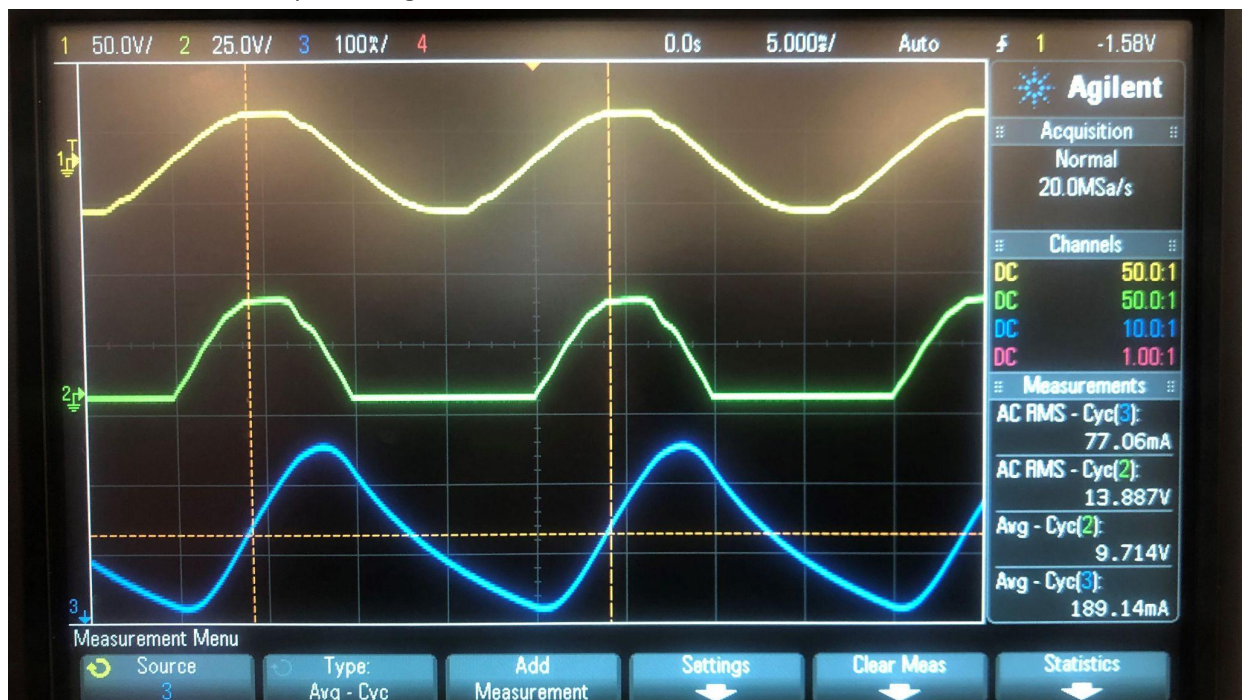 1 50.0V/ 2 25.0V/ 3 100㎃/ 4 0.0s 5.000㎳/ Auto 1 -1.58V
Agilent
Acquisition
Normal
20.0MSa/s
Channels
DC 50.0:1
DC 50.0:1
DC 10.0:1
DC 1.00:1
Measurements
AC RMS - Cyc(3):
77.06mA
AC RMS - Cyc(2):
13.887V
Avg - Cyc(2):
9.714V
Avg - Cyc(3):
189.14mA
T
1
2
3
Measurement Menu
Source
3
Type:
Avg - Cyc
Add
Measurement
Settings
Clear Meas
Statistics